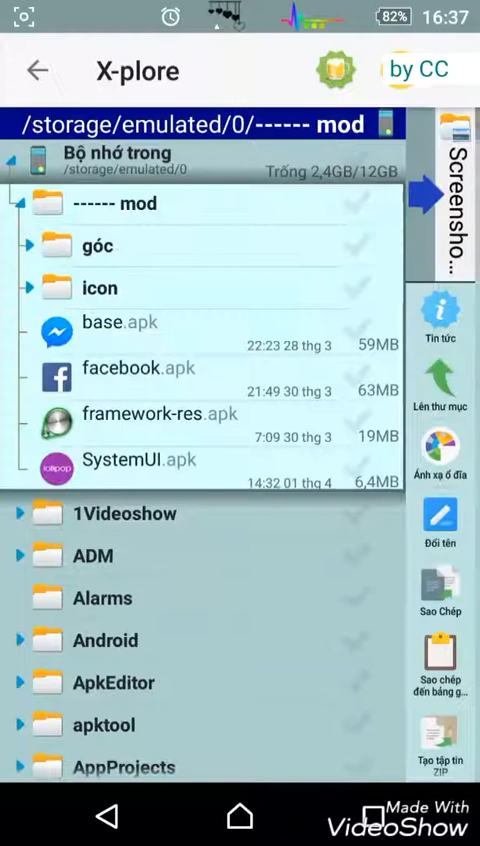 82% 16:37
X-plore
by CC
/storage/emulated/0/------ mod
Bộ nhớ trong
/storage/emulated/0
Trống 2,4GB/12GB
Screensho...
------ mod
góc
icon
base.apk
22:23 28 thg 3 59MB
facebook.apk
21:49 30 thg 3 63MB
framework-res.apk
7:09 30 thg 3 19MB
SystemUI.apk
lollipop
14:32 01 thg 4 6,4MB
1Videoshow
ADM
Alarms
Android
ApkEditor
apktool
AppProjects
Tin tức
Lên thư mục
Ánh xạ ổ đĩa
Đổi tên
Sao Chép
Sao chép
đến bảng g...
Tạo tập tin
ZIP
Made With
VideoShow